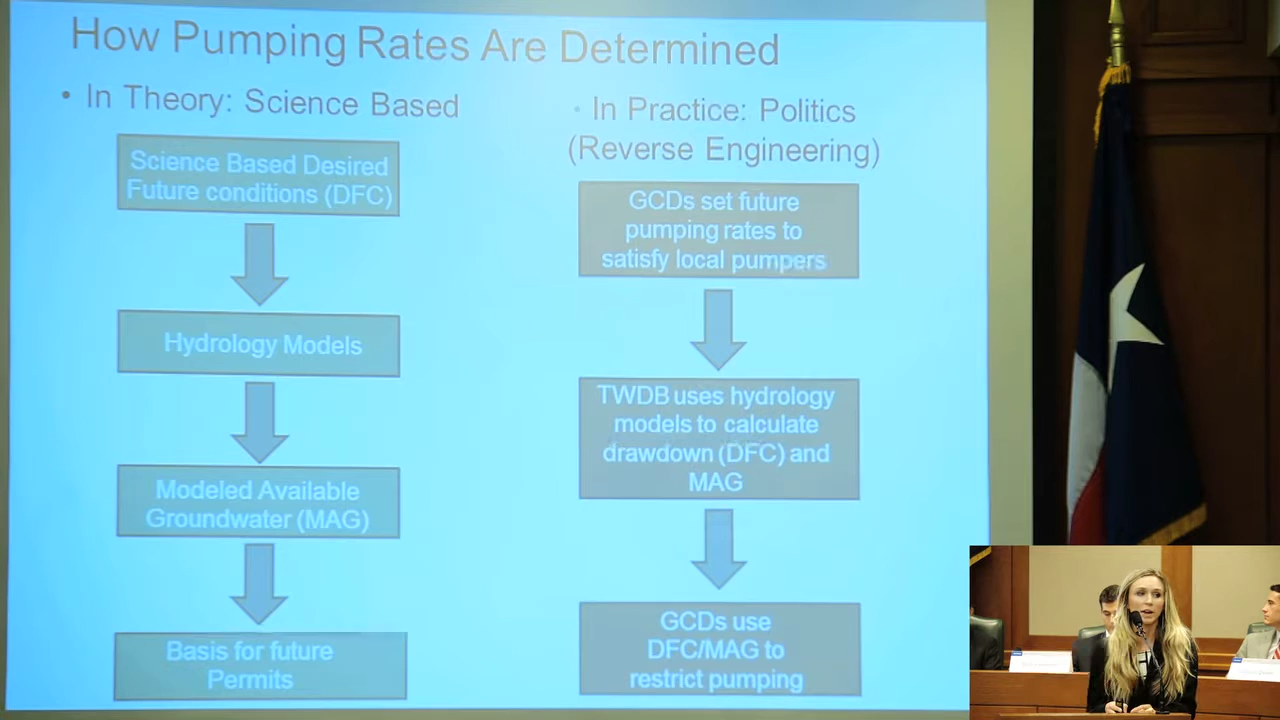 How Pumping Rates Are Determined
• In Theory: Science Based
Science Based Desired
Future conditions (DFC)
Hydrology Models
Modeled Available
Groundwater (MAG)
Basis for future
Permits
• In Practice: Politics
(Reverse Engineering)
GCDs set future
pumping rates to
satisfy local pumpers
TWDB uses hydrology
models to calculate
drawdown (DFC) and
MAG
GCDs use
DFC/MAG to
restrict pumping